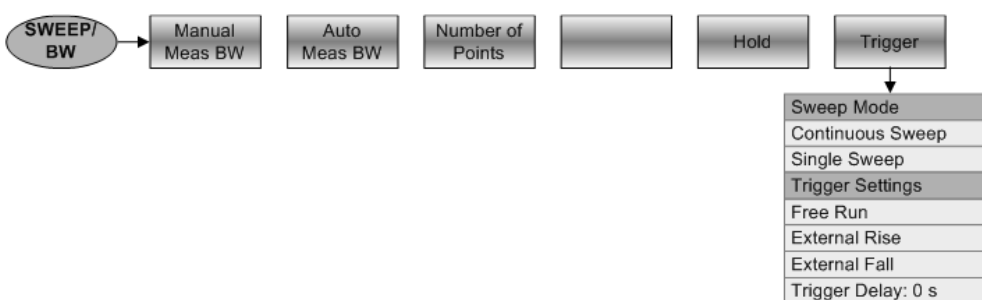 SWEEP/
BW
Manual
Meas BW
Auto
Meas BW
Number of
Points
Hold
Trigger
Sweep Mode
Continuous Sweep
Single Sweep
Trigger Settings
Free Run
External Rise
External Fall
Trigger Delay: 0 s